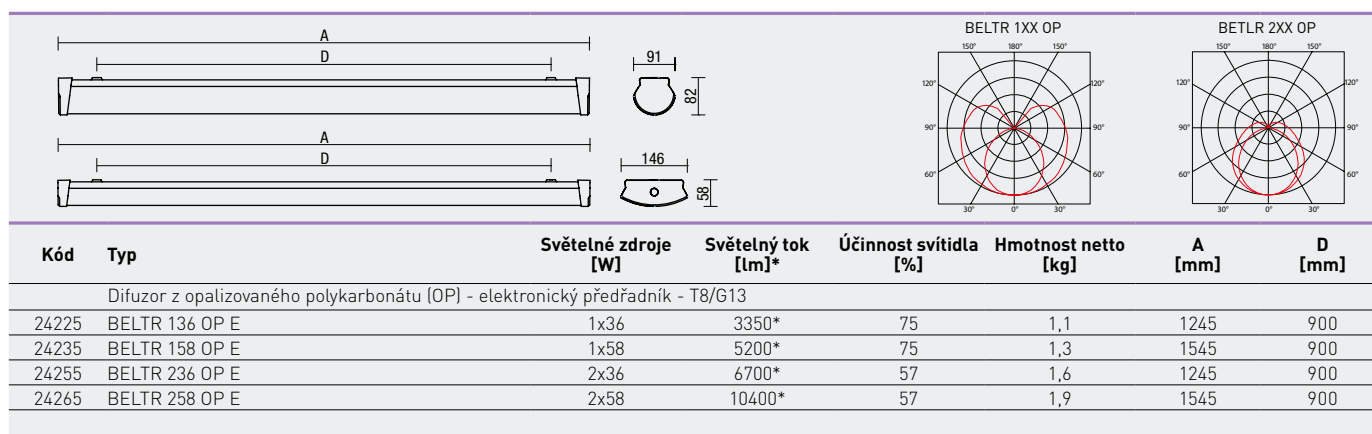 BELTR 1XX OP
BETLR 2XX OP
A
D
91
82
150° 180° 150°
120° 120°
90° 90°
60° 60°
30° 0° 30°
150° 180° 150°
120° 120°
90° 90°
60° 60°
30° 0° 30°
A
D
146
58
Kód Typ Světelné zdroje [W] Světelný tok [lm]* Účinnost svítidla [%] Hmotnost netto [kg] A [mm] D [mm]
Difuzor z opalizovaného polykarbonátu (OP) - elektronický předřadník - T8/G13
24225 BELTR 136 OP E 1x36 3350* 75 1,1 1245 900
24235 BELTR 158 OP E 1x58 5200* 75 1,3 1545 900
24255 BELTR 236 OP E 2x36 6700* 57 1,6 1245 900
24265 BELTR 258 OP E 2x58 10400* 57 1,9 1545 900